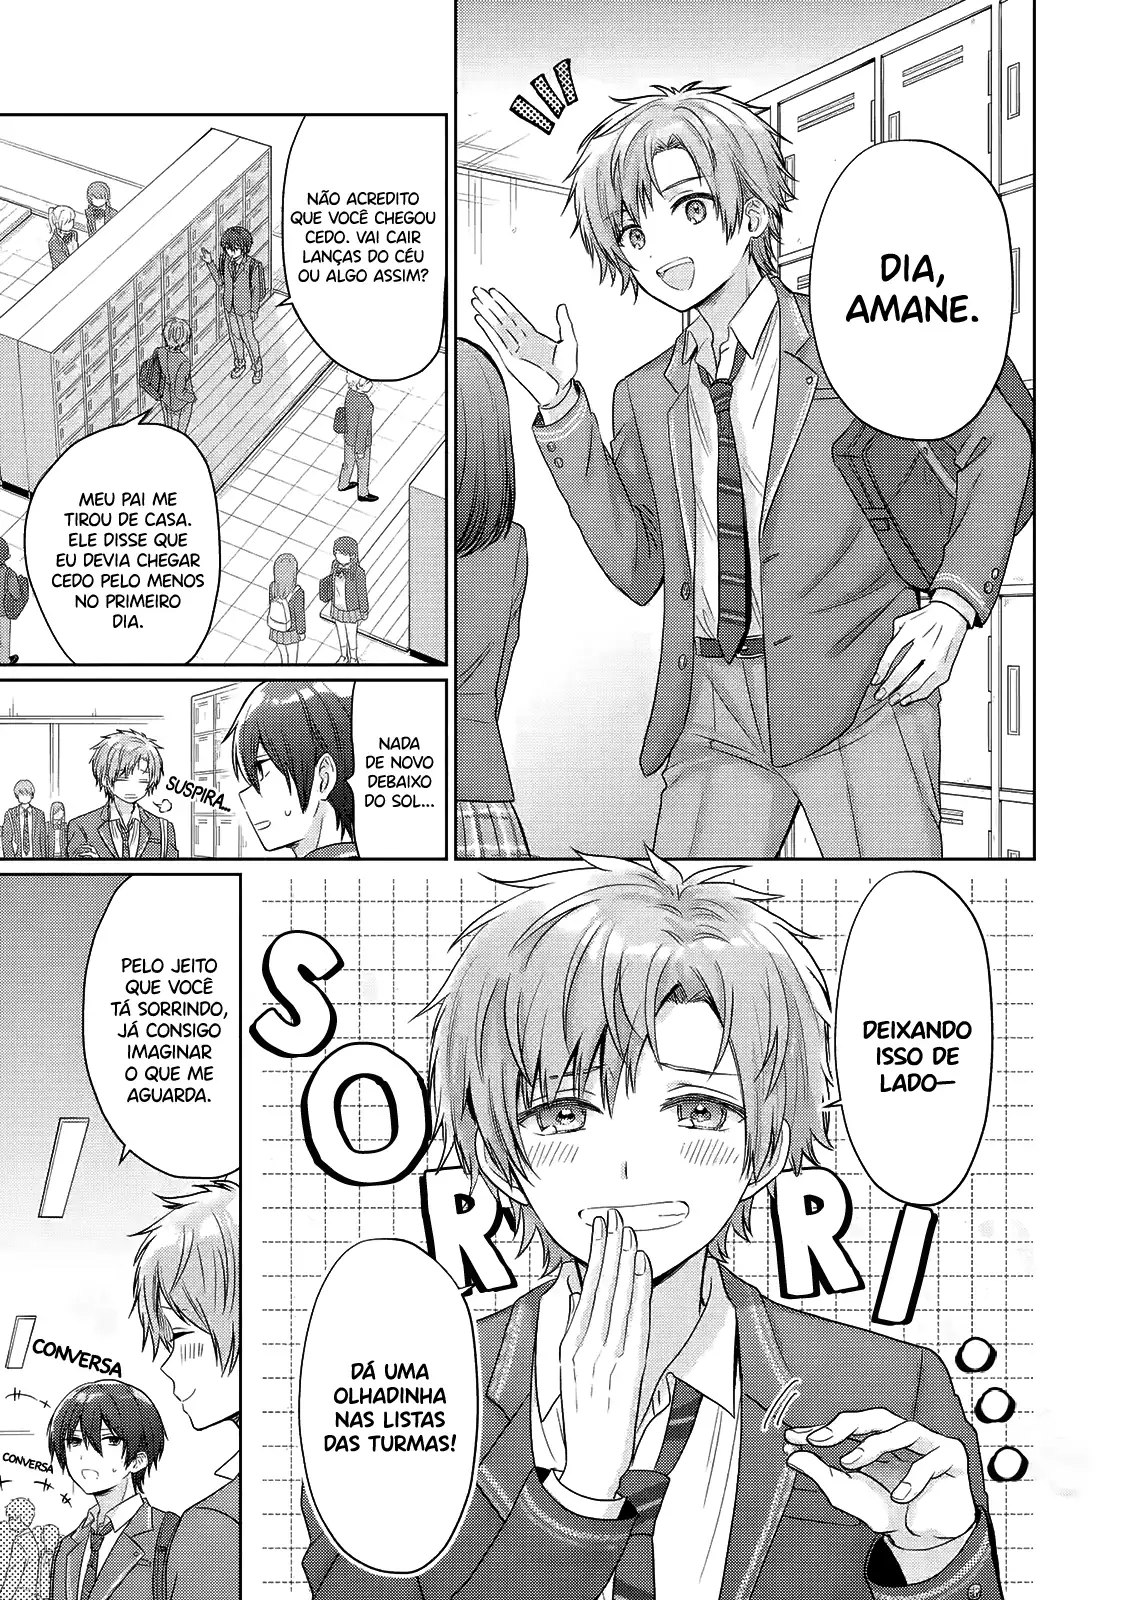 DIA,
AMANE.
NÃO ACREDITO
QUE VOCÊ CHEGOU
CEDO. VAI CAIR
LANÇAS DO CÉU
OU ALGO ASSIM?
MEU PAI ME
TIROU DE CASA.
ELE DISSE QUE
EU DEVIA CHEGAR
CEDO PELO MENOS
NO PRIMEIRO
DIA.
NADA
DE NOVO
DEBAIXO
DO SOL...
SUSPIRA...
DEIXANDO
ISSO DE
LADO—
SORRI...
DÁ UMA
OLHADINHA
NAS LISTAS
DAS TURMAS!
PELO JEITO
QUE VOCÊ
TÁ SORRINDO,
JÁ CONSIGO
IMAGINAR
O QUE ME
AGUARDA.
CONVERSA
CONVERSA